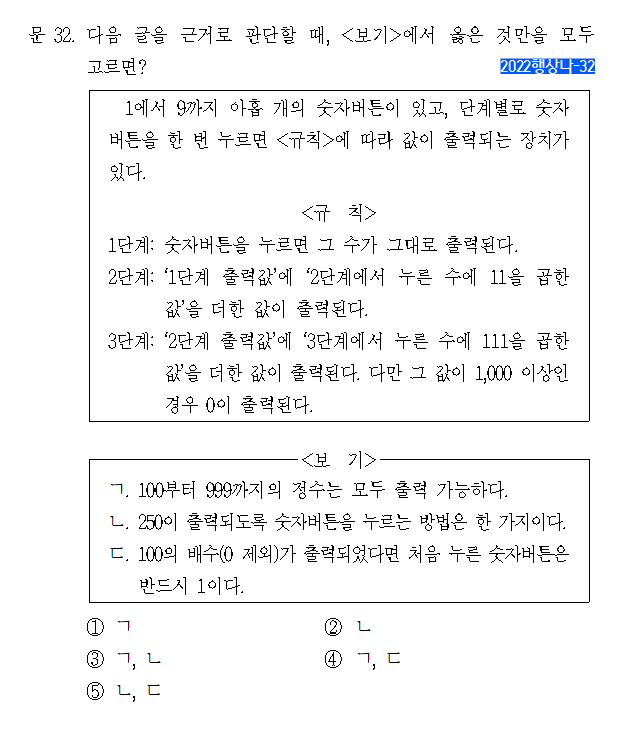 문 32. 다음 글을 근거로 판단할 때, <보기>에서 옳은 것만을 모두
고르면?
2022행상나-32
1에서 9까지 아홉 개의 숫자버튼이 있고, 단계별로 숫자
버튼을 한 번 누르면 <규칙>에 따라 값이 출력되는 장치가
있다.
<규 칙>
1단계: 숫자버튼을 누르면 그 수가 그대로 출력된다.
2단계: ‘1단계 출력값’에 ‘2단계에서 누른 수에 11을 곱한
값’을 더한 값이 출력된다.
3단계: ‘2단계 출력값’에 ‘3단계에서 누른 수에 111을 곱한
값’을 더한 값이 출력된다. 다만 그 값이 1,000 이상인
경우 0이 출력된다.
<보 기>
ㄱ. 100부터 999까지의 정수는 모두 출력 가능하다.
ㄴ. 250이 출력되도록 숫자버튼을 누르는 방법은 한 가지이다.
ㄷ. 100의 배수(0 제외)가 출력되었다면 처음 누른 숫자버튼은
반드시 1이다.
① ㄱ ② ㄴ
③ ㄱ, ㄴ ④ ㄱ, ㄷ
⑤ ㄴ, ㄷ